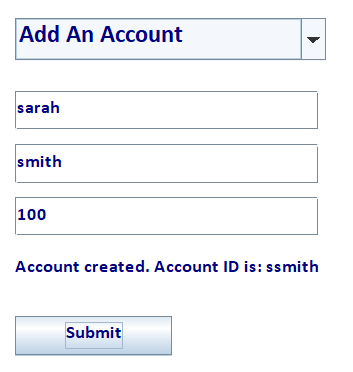 Add An Account
sarah
smith
100
Account created. Account ID is: ssmith
Submit